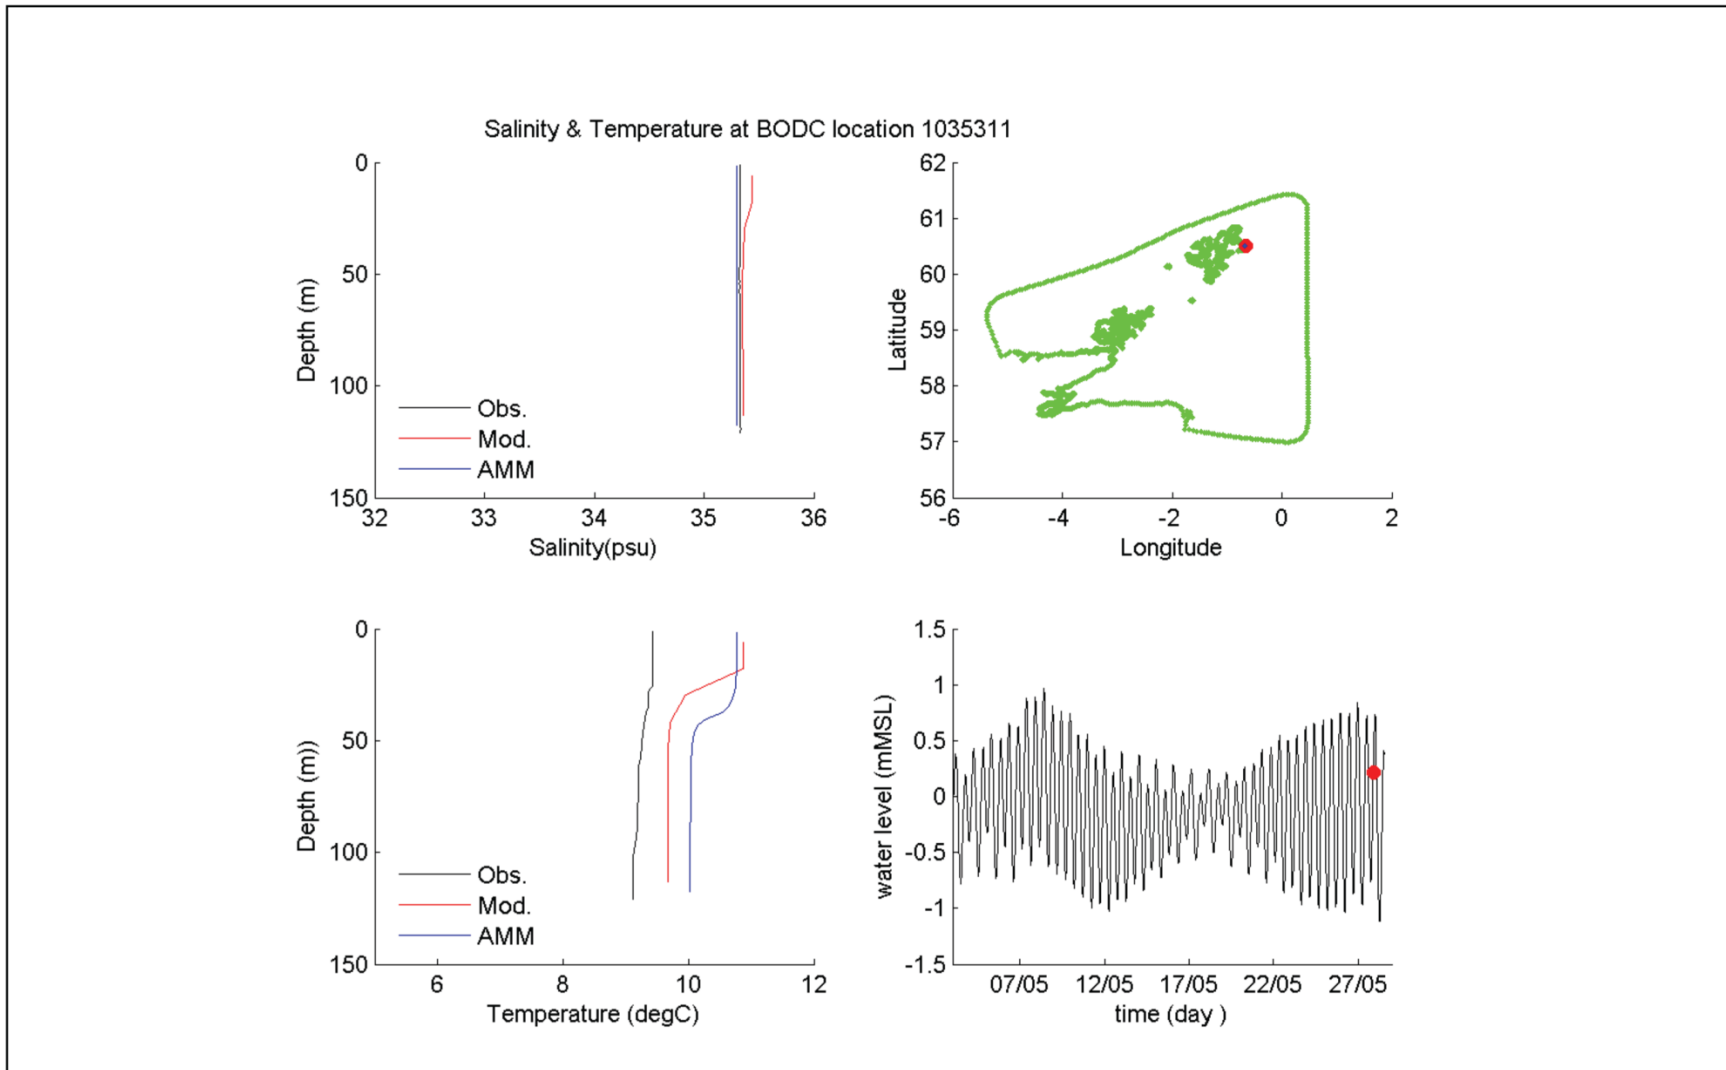 Salinity & Temperature at BODC location 1035311
0
50
100
150
Depth (m)
Obs.
Mod.
AMM
32 33 34 35 36
Salinity(psu)
62
61
60
59
58
57
56
Latitude
-6 -4 -2 0 2
Longitude
0
50
100
150
Depth (m))
Obs.
Mod.
AMM
6 8 10 12
Temperature (degC)
1.5
1
0.5
0
-0.5
-1
-1.5
water level (mMSL)
07/05 12/05 17/05 22/05 27/05
time (day )